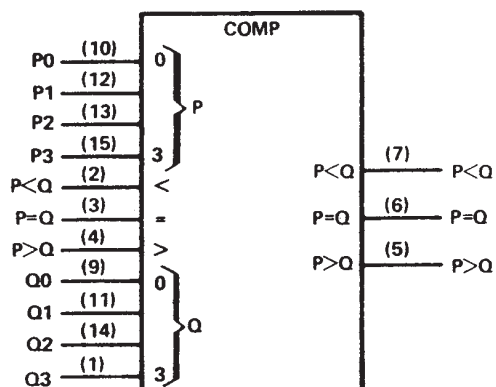 COMP
P0 (10) 0
P1 (12)
P2 (13) P
P3 (15) 3
P<Q (2) < P<Q (7) P<Q
P=Q (3) = P=Q (6) P=Q
P>Q (4) > P>Q (5) P>Q
Q0 (9) 0
Q1 (11)
Q2 (14) Q
Q3 (1) 3